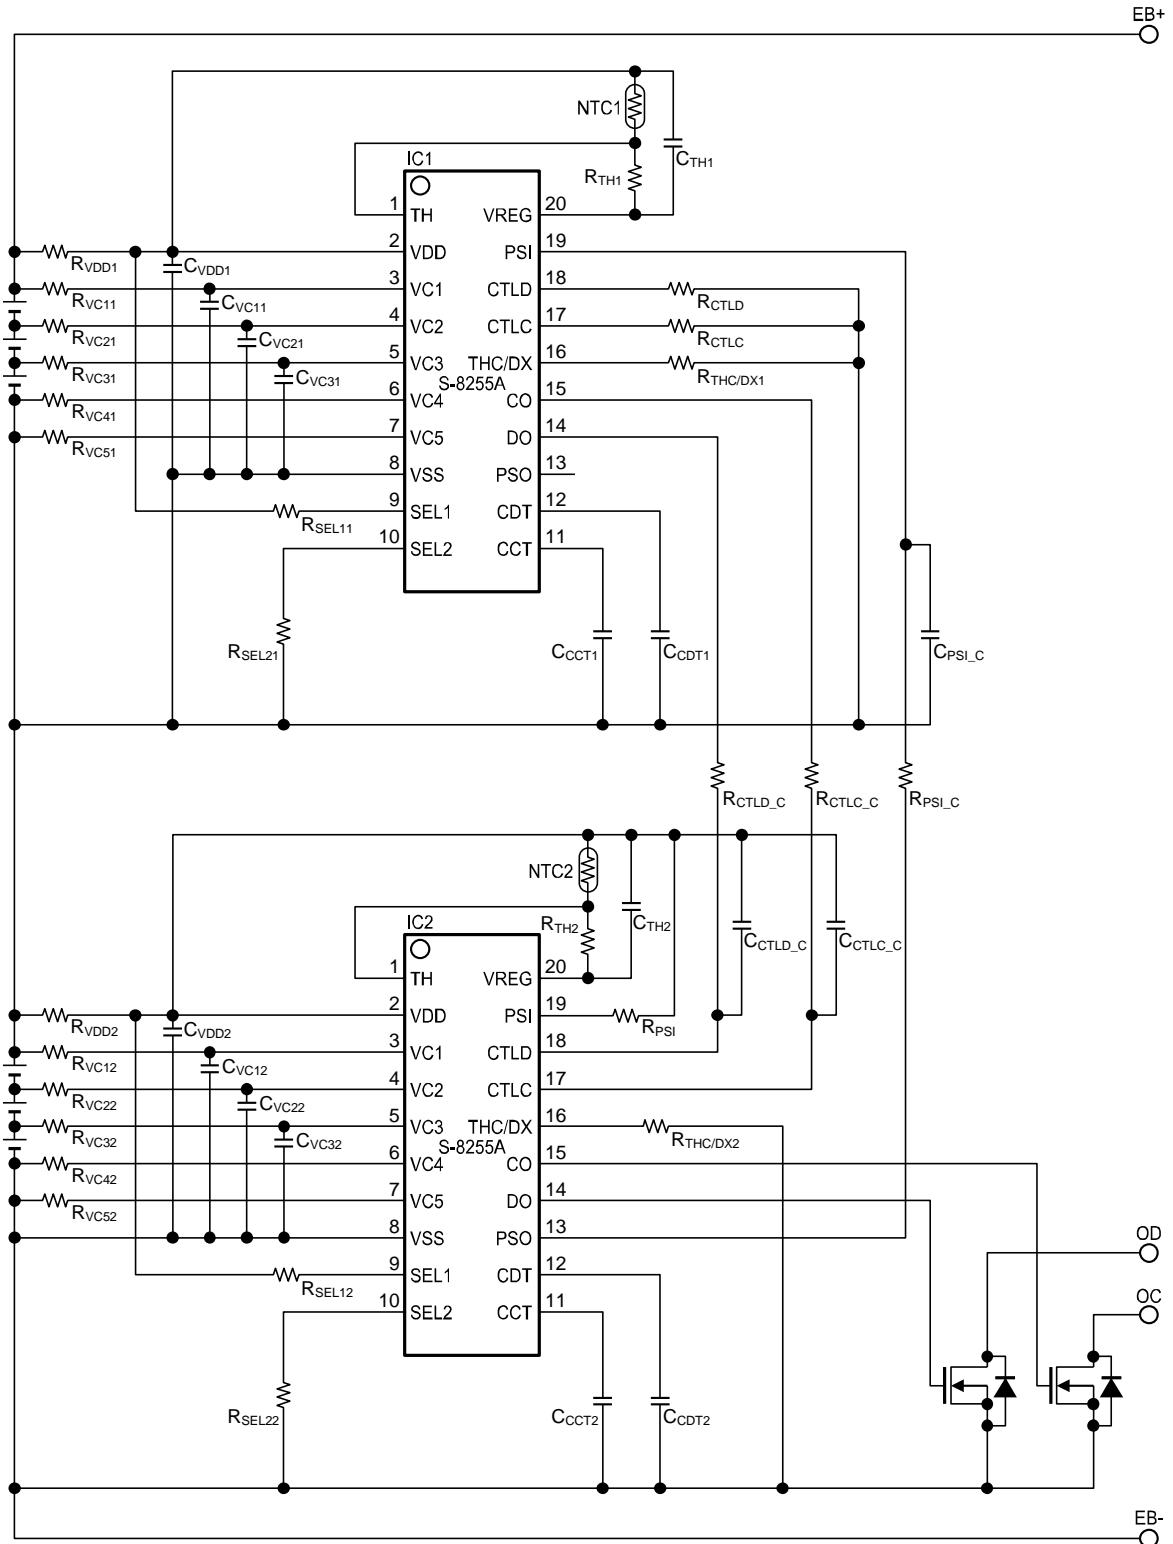 EB+
NTC1
CTH1
RTH1
IC1
1 TH VREG 20
2 VDD PSI 19
3 VC1 CTLD 18
4 VC2 CTLC 17
5 VC3 THC/DX 16
S-8255A
6 VC4 CO 15
7 VC5 DO 14
8 VSS PSO 13
9 SEL1 CDT 12
10 SEL2 CCT 11
RVDD1
CVDD1
RVC11
CVC11
RVC21
CVC21
RVC31
CVC31
RVC41
RVC51
RSEL11
RSEL21
RCTLD
RCTLC
RTHC/DX1
CCCT1
CCDT1
CPSI_C
RCTLD_C
RCTLC_C
RPSI_C
NTC2
RTH2
CTH2
CCTLD_C
CCTLC_C
IC2
1 TH VREG 20
2 VDD PSI 19
3 VC1 CTLD 18
4 VC2 CTLC 17
5 VC3 THC/DX 16
S-8255A
6 VC4 CO 15
7 VC5 DO 14
8 VSS PSO 13
9 SEL1 CDT 12
10 SEL2 CCT 11
RVDD2
CVDD2
RPSI
RVC12
CVC12
RVC22
CVC22
RVC32
CVC32
RTHC/DX2
RVC42
RVC52
RSEL12
RSEL22
CCCT2
CCDT2
OD
OC
EB-